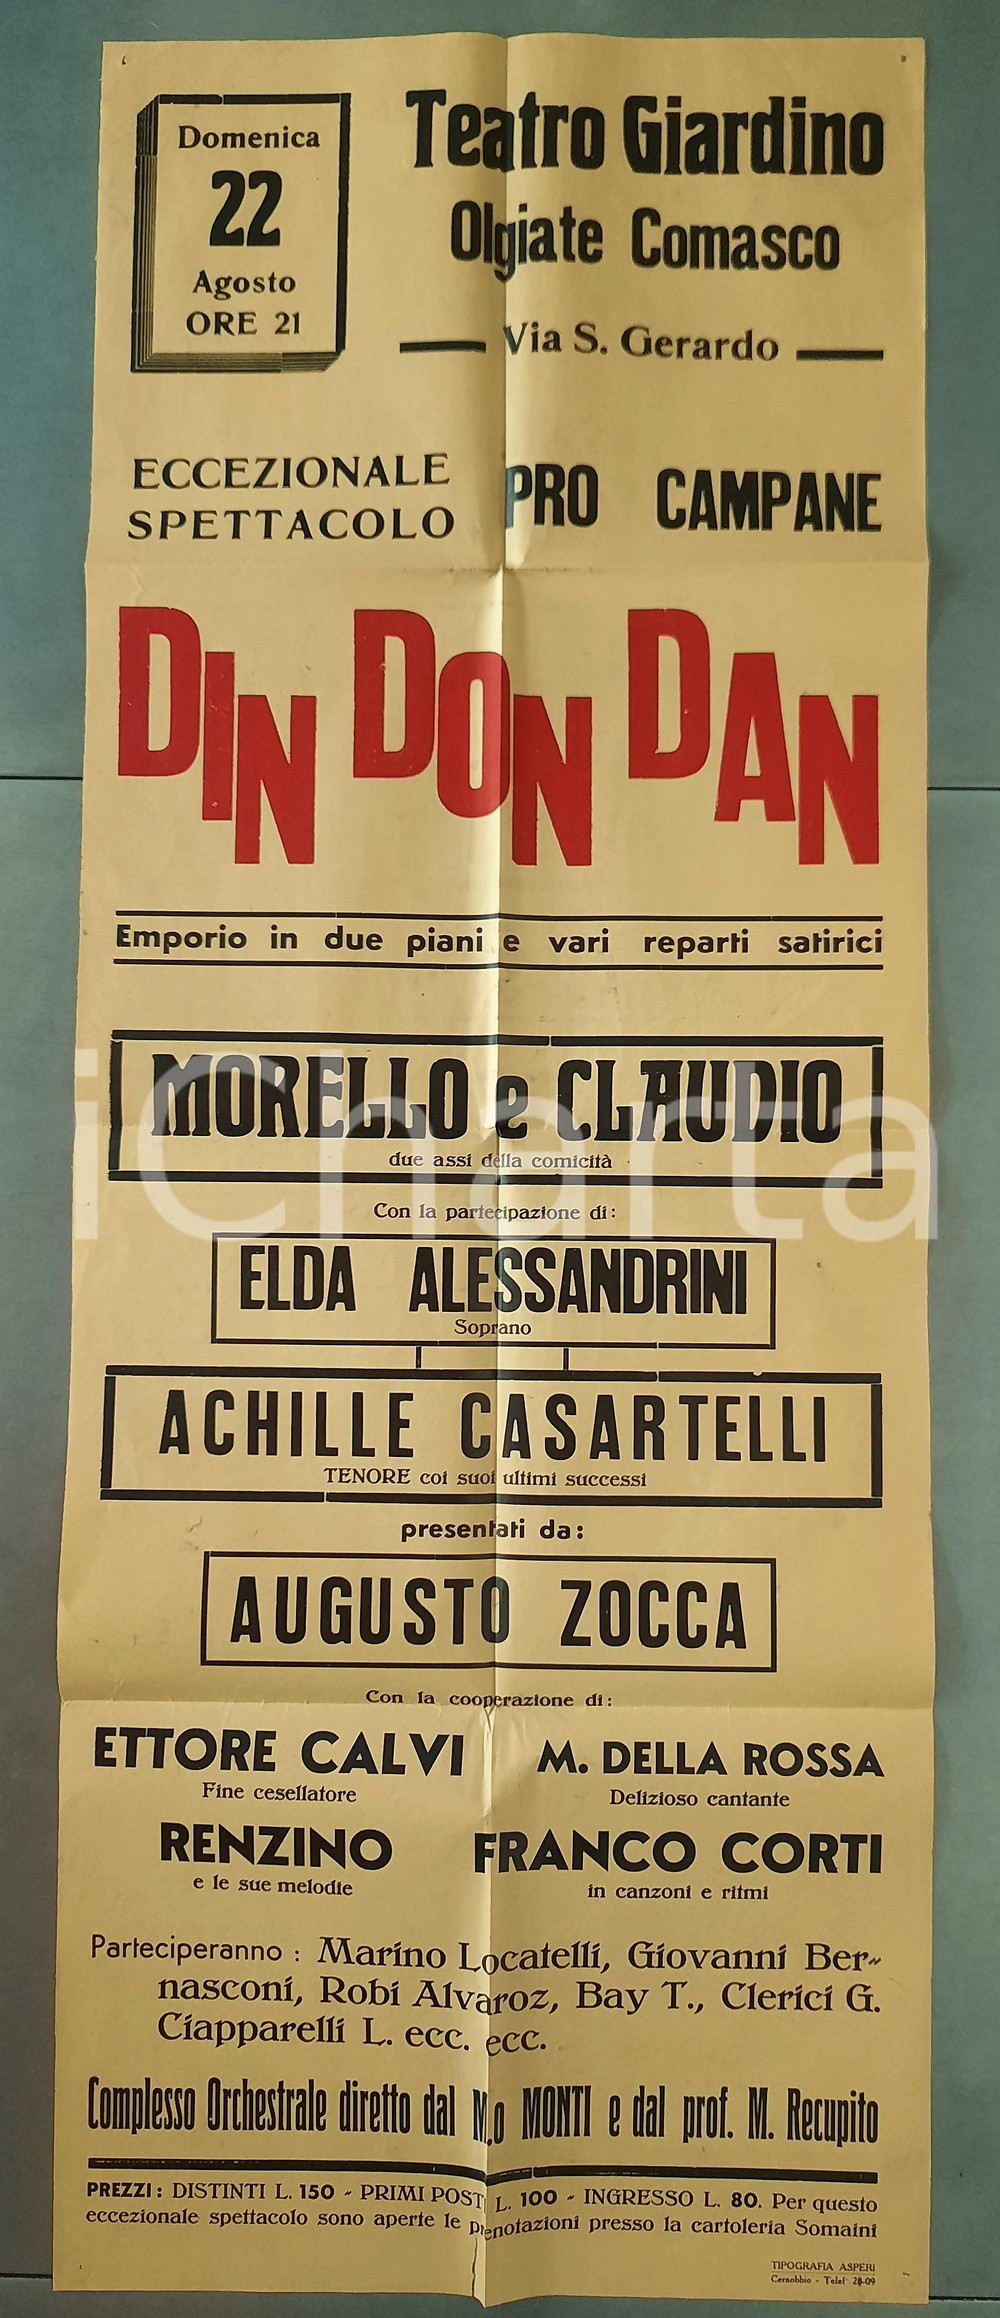 Domenica
22
Agosto
ORE 21
Teatro Giardino
Olgiate Comasco
Via S. Gerardo
ECCEZIONALE
SPETTACOLO
PRO CAMPANE
DIN DON DAN
Emporio in due piani e vari reparti satirici
MORELLO e CLAUDIO
due assi della comicità
iCharta
Con la partecipazione di:
ELDA ALESSANDRINI
Soprano
ACHILLE CASARTELLI
TENORE coi suoi ultimi successi
presentati da:
AUGUSTO ZOCCA
Con la cooperazione di:
ETTORE CALVI
Fine cesellatore
M. DELLA ROSSA
Delizioso cantante
RENZINO
e le sue melodie
FRANCO CORTI
in canzoni e ritmi
Parteciperanno: Marino Locatelli, Giovanni Ber-
nasconi, Robi Alvaroz, Bay T., Clerici G.
Ciapparelli L. ecc. ecc.
Complesso Orchestrale diretto dal M.o MONTI e dal prof. M. Recupito
PREZZI: DISTINTI L. 150 - PRIMI POSTI L. 100 - INGRESSO L. 80. Per questo
eccezionale spettacolo sono aperte le prenotazioni presso la cartoleria Somaini
TIPOGRAFIA ASPERI
Cernobbio - Telef. 20-09